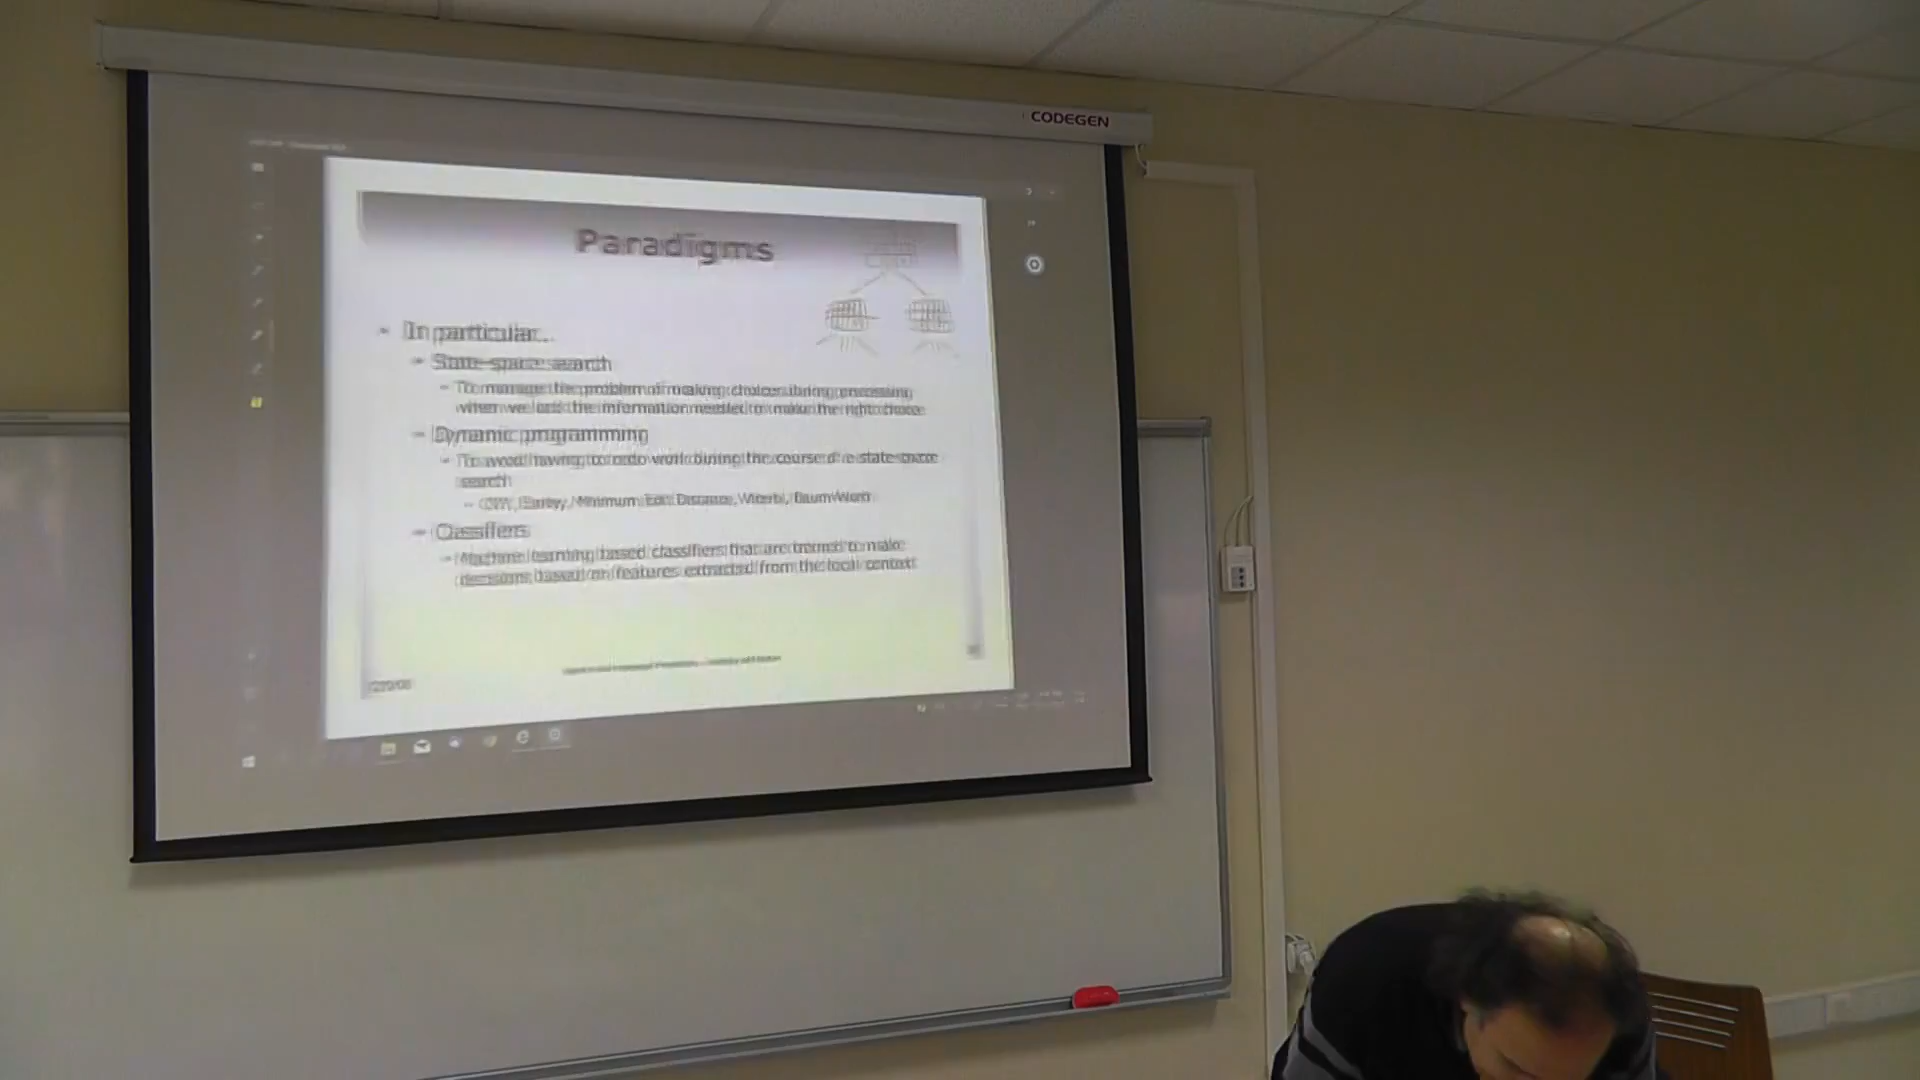 CODEGEN
Paradigms
• In particular..
– State-space search
– To manage the problem of making choices during processing
when we lack the information needed to make the right choice
– Dynamic programming
– To avoid having to redo work during the course of a state-space
search
– CKY, Earley, Minimum Edit Distance, Viterbi, Baum-Welch
– Classifiers
– Machine learning based classifiers that are trained to make
decisions based on features extracted from the local context